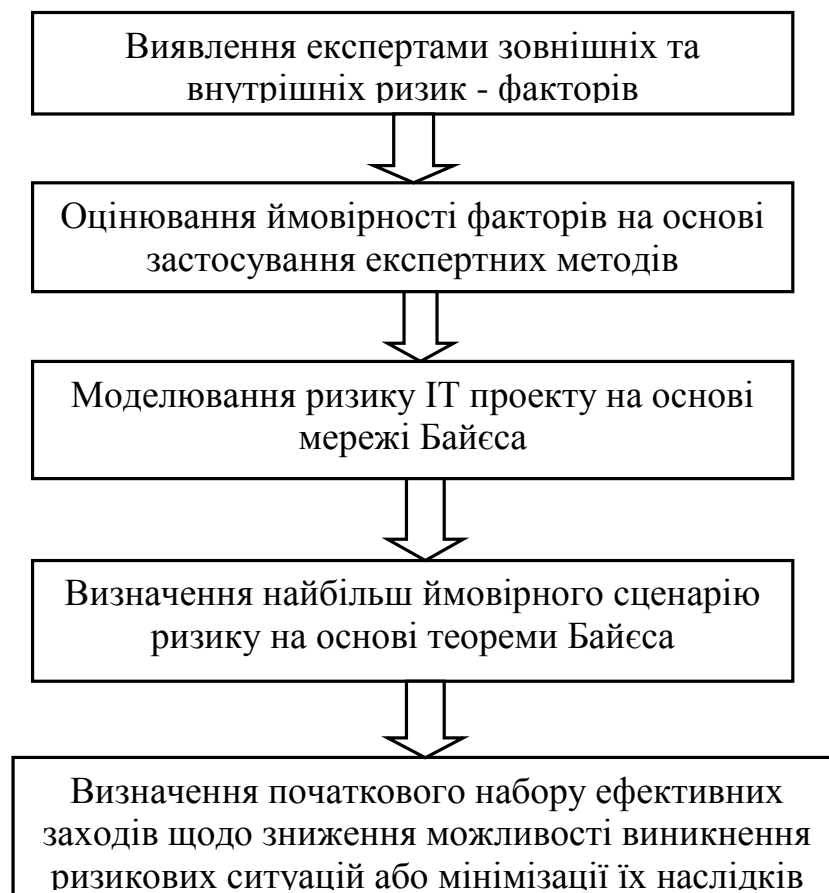 Виявлення експертами зовнішніх та
внутрішніх ризик - факторів
Оцінювання ймовірності факторів на основі
застосування експертних методів
Моделювання ризику ІТ проекту на основі
мережі Байєса
Визначення найбільш ймовірного сценарію
ризику на основі теореми Байєса
Визначення початкового набору ефективних
заходів щодо зниження можливості виникнення
ризикових ситуацій або мінімізації їх наслідків